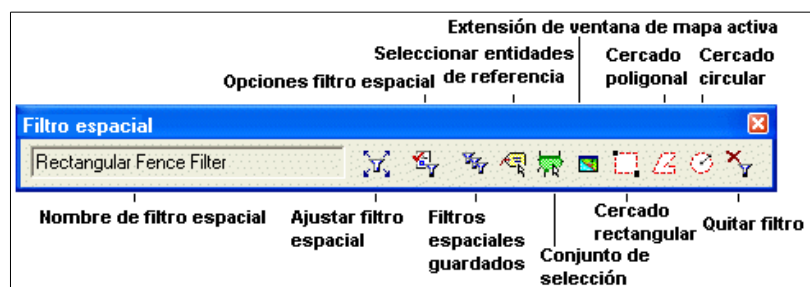 Extensión de ventana de mapa activa
Seleccionar entidades
de referencia
Cercado
poligonal
Cercado
circular
Opciones filtro espacial
Filtro espacial
Rectangular Fence Filter
Nombre de filtro espacial
Ajustar filtro
espacial
Filtros
espaciales
guardados
Cercado
rectangular
Quitar filtro
Conjunto de
selección